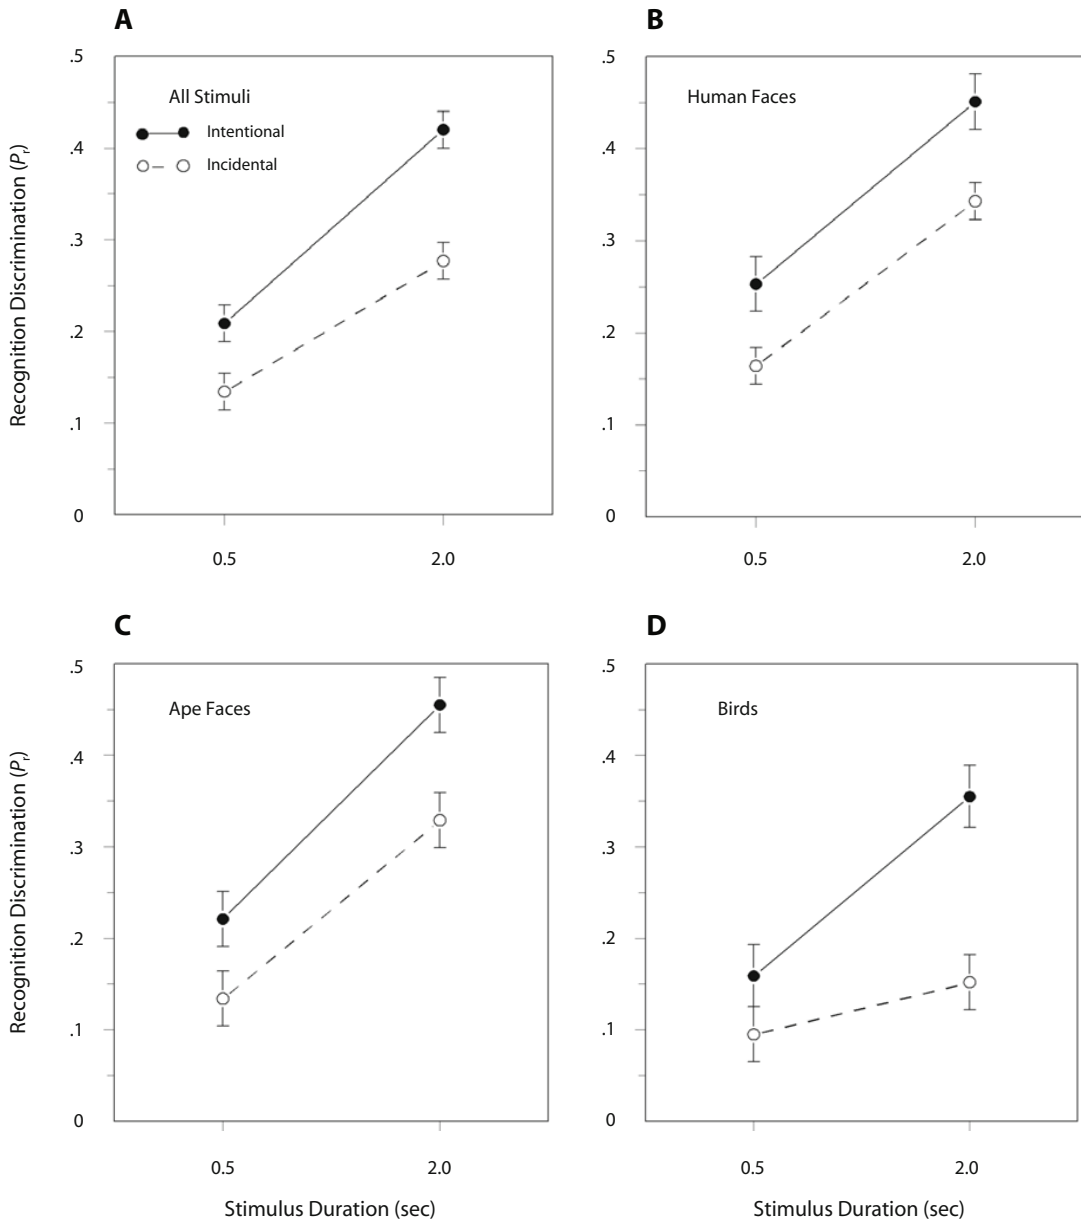 A
Recognition Discrimination (Pr)
.5
.4
.3
.2
.1
0
All Stimuli
Intentional
Incidental
0.5 2.0
B
.5
.4
.3
.2
.1
0
Human Faces
0.5 2.0
C
Recognition Discrimination (Pr)
.5
.4
.3
.2
.1
0
Ape Faces
0.5 2.0
Stimulus Duration (sec)
D
.5
.4
.3
.2
.1
0
Birds
0.5 2.0
Stimulus Duration (sec)